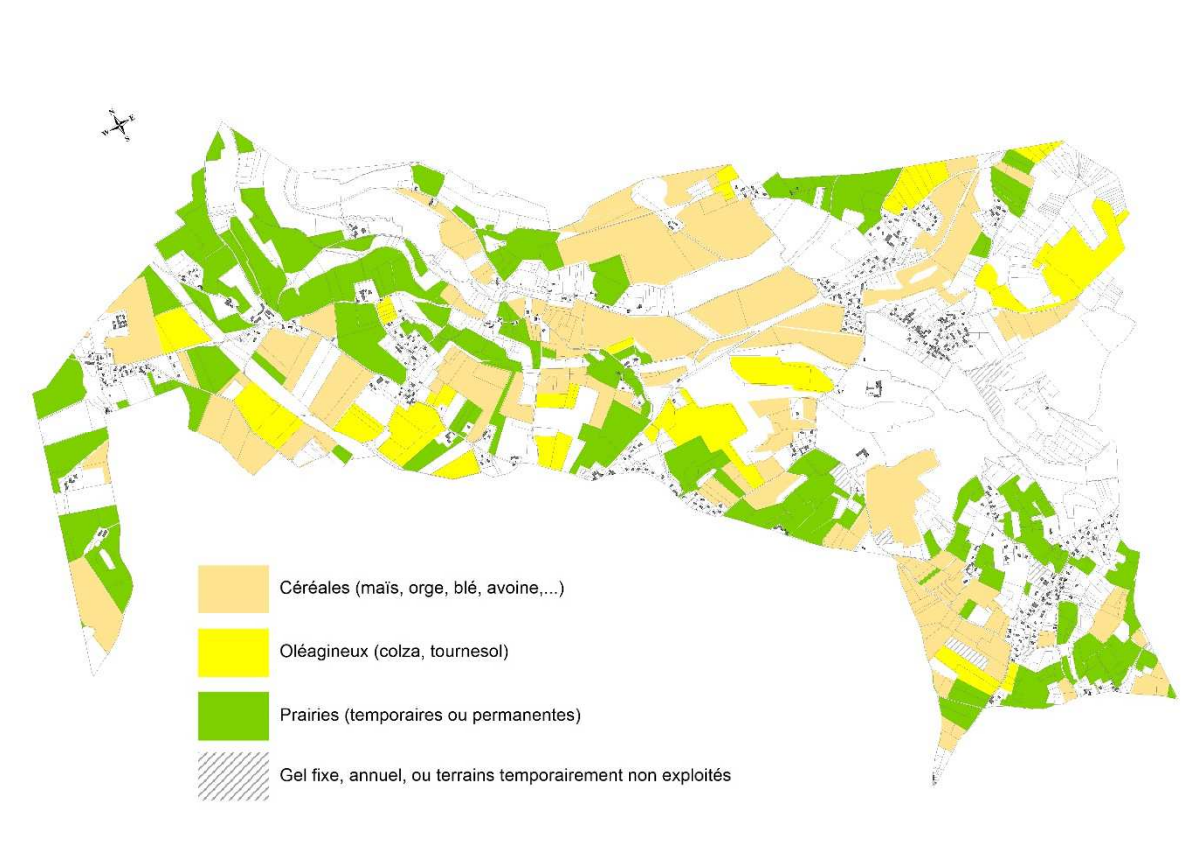 N
E
W
S
Céréales (maïs, orge, blé, avoine,...)
Oléagineux (colza, tournesol)
Prairies (temporaires ou permanentes)
Gel fixe, annuel, ou terrains temporairement non exploités